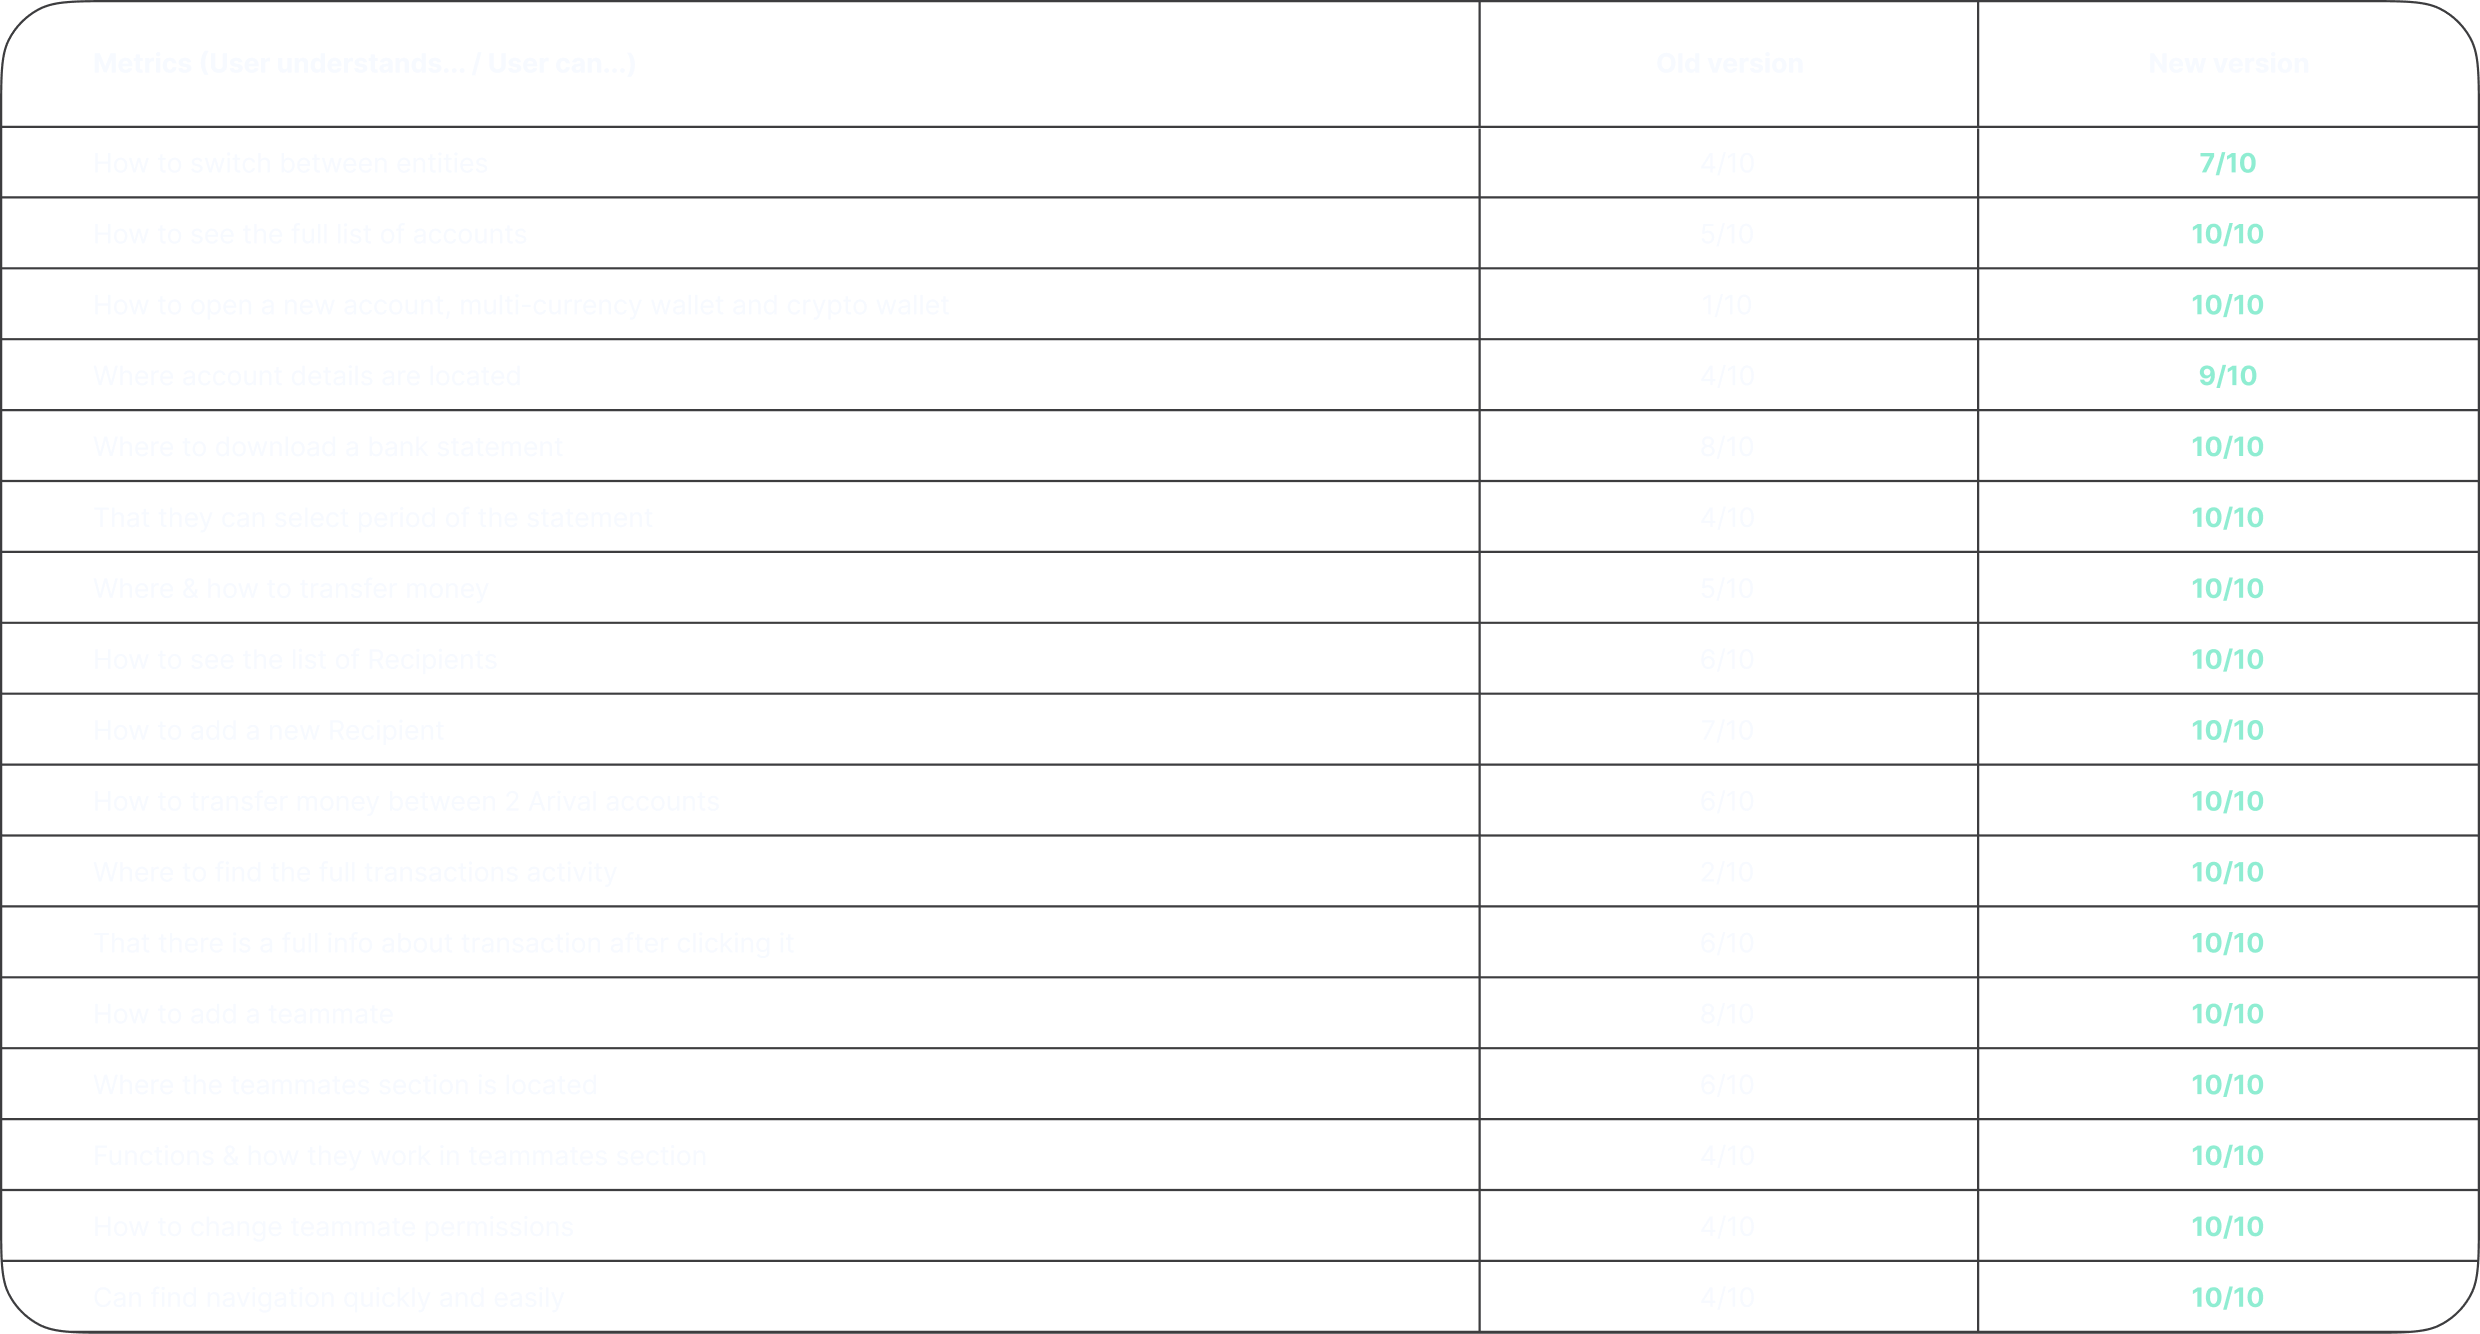 Metrics (User understands... / User can...) Old version New version
How to switch between entities 4/10 7/10
How to see the full list of accounts 5/10 10/10
How to open a new account, multi-currency wallet and crypto wallet 1/10 10/10
Where account details are located 4/10 9/10
Where to download a bank statement 8/10 10/10
That they can select period of the statement 4/10 10/10
Where & how to transfer money 5/10 10/10
How to see the list of Recipients 6/10 10/10
How to add a new Recipient 7/10 10/10
How to transfer money between 2 Arival accounts 6/10 10/10
Where to find the full transactions activity 2/10 10/10
That there is a full info about transaction after clicking it 6/10 10/10
How to add a teammate 8/10 10/10
Where the teammates section is located 6/10 10/10
Functions & how they work in teammates section 4/10 10/10
How to change teammate permissions 4/10 10/10
Can find navigation quickly and easily 4/10 10/10